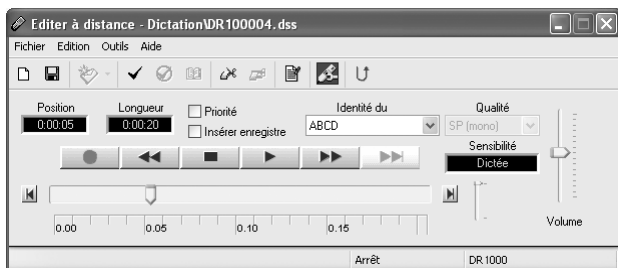 Editer à distance - Dictation\DR100004.dss
Fichier Edition Outils Aide
Position Longueur Priorité Identité du Qualité
0:00:05 0:00:20 Insérer enregistre ABCD SP (mono)
Sensibilité
Dictée
0.00 0.05 0.10 0.15 Volume
Arrêt DR1000